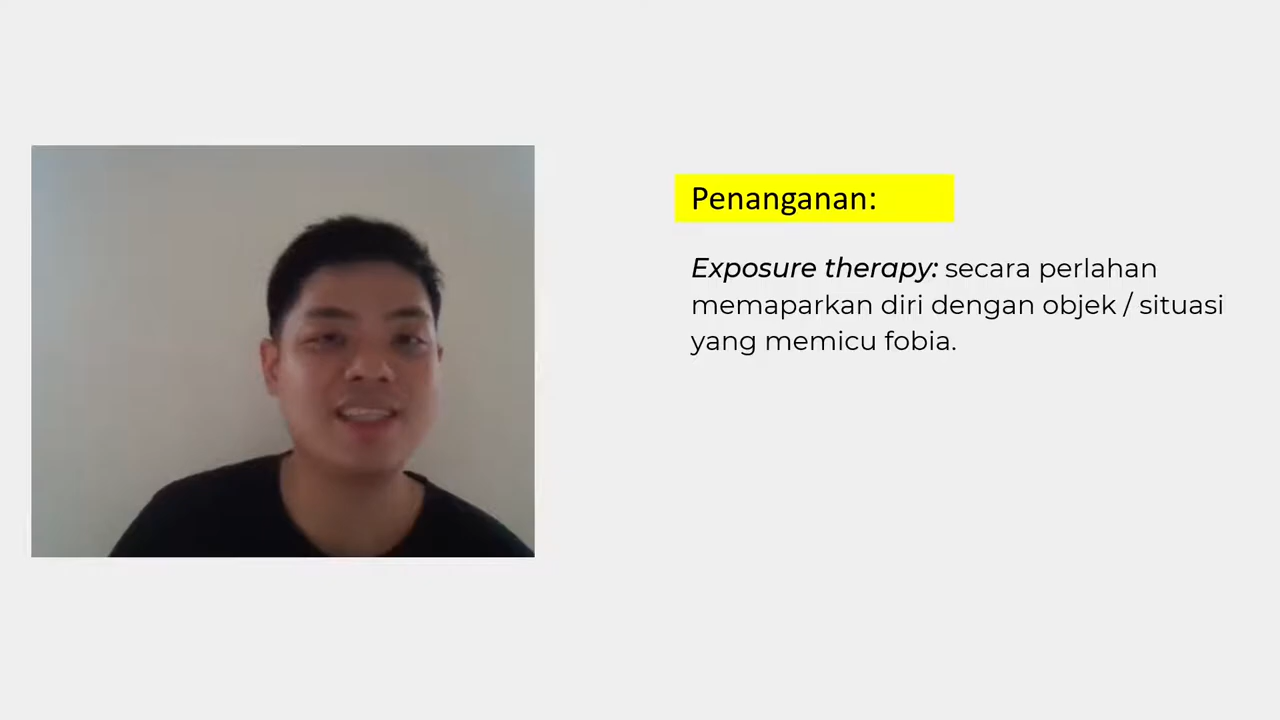 Penanganan:
Exposure therapy: secara perlahan
memaparkan diri dengan objek / situasi
yang memicu fobia.